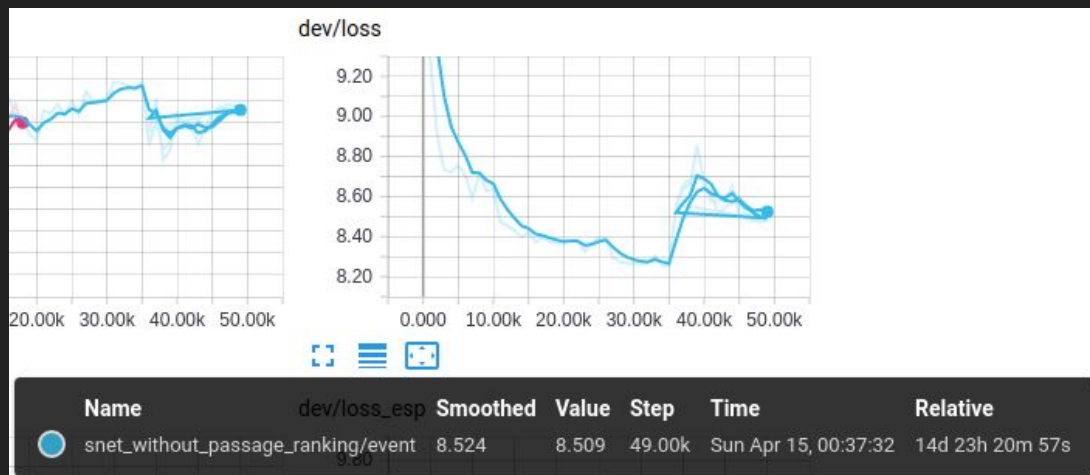 dev/loss
9.20
9.00
8.80
8.60
8.40
8.20
20.00k 30.00k 40.00k 50.00k
0.000 10.00k 20.00k 30.00k 40.00k 50.00k
dev/loss_esp
Name Smoothed Value Step Time Relative
snet_without_passage_ranking/event 8.524 8.509 49.00k Sun Apr 15, 00:37:32 14d 23h 20m 57s
9.80